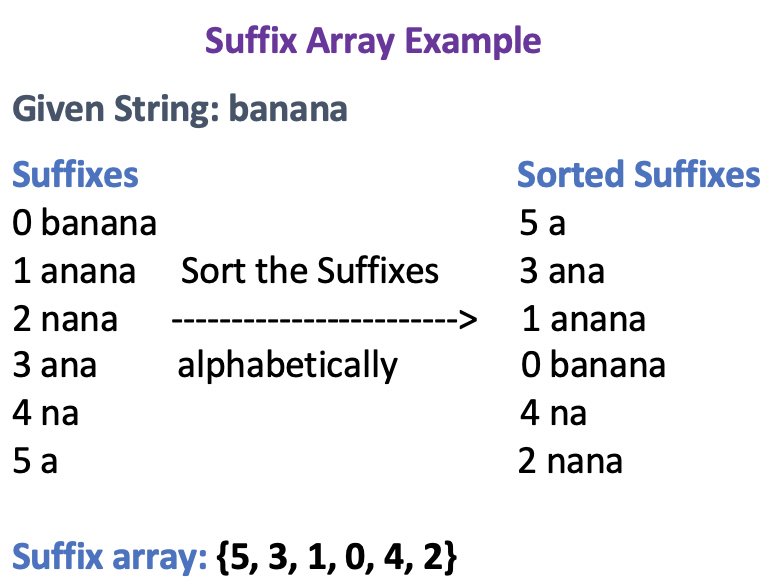 Suffix Array Example
Given String: banana
Suffixes Sorted Suffixes
0 banana 5 a
1 anana Sort the Suffixes 3 ana
2 nana ------------------------> 1 anana
3 ana alphabetically 0 banana
4 na 4 na
5 a 2 nana
Suffix array: {5, 3, 1, 0, 4, 2}